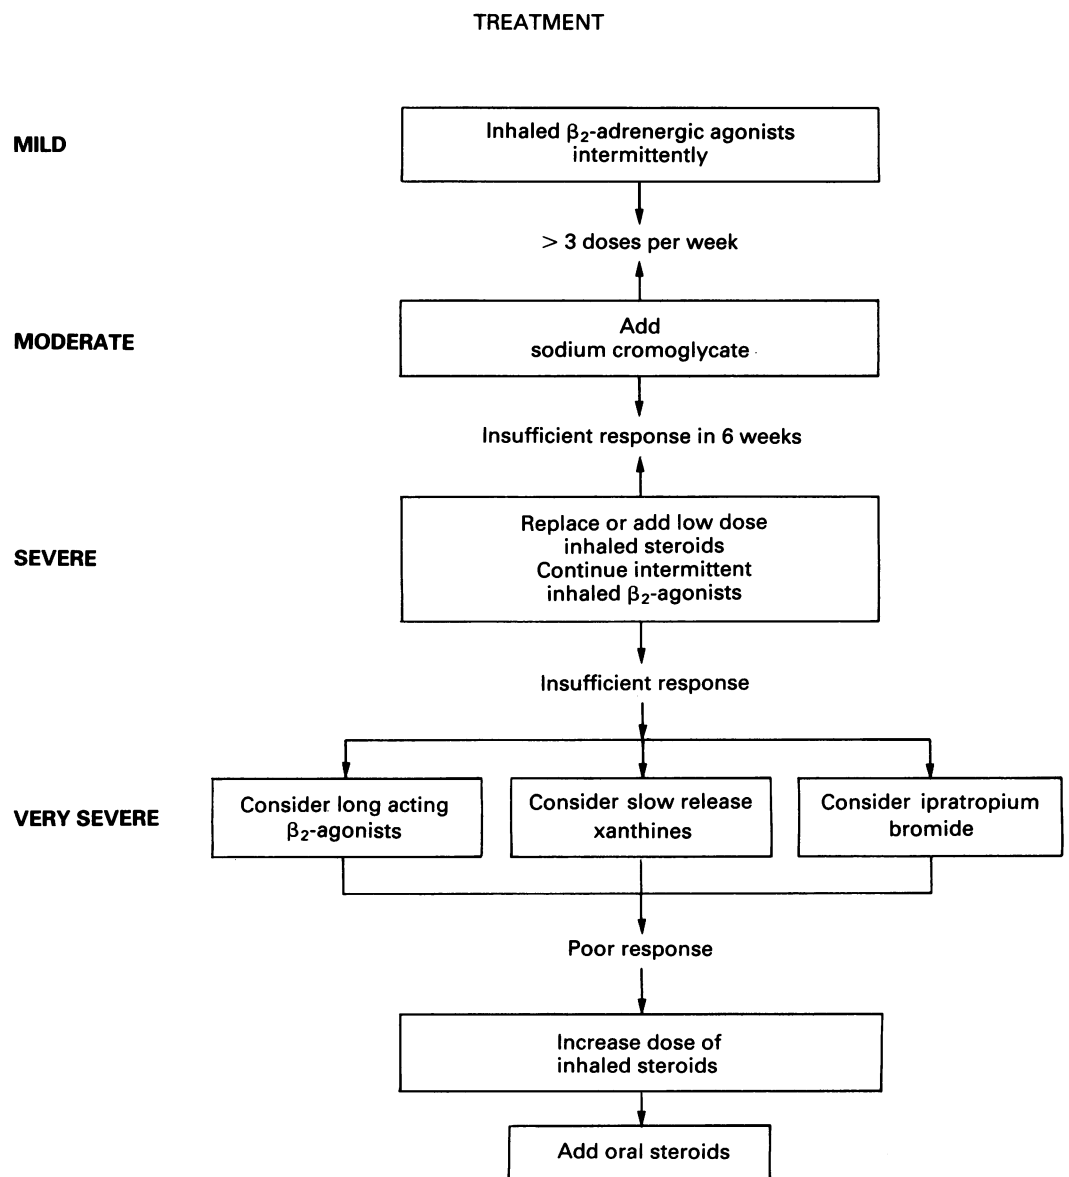 TREATMENT
MILD
Inhaled β₂-adrenergic agonists
intermittently
> 3 doses per week
MODERATE
Add
sodium cromoglycate
Insufficient response in 6 weeks
SEVERE
Replace or add low dose
inhaled steroids
Continue intermittent
inhaled β₂-agonists
Insufficient response
VERY SEVERE
Consider long acting
β₂-agonists
Consider slow release
xanthines
Consider ipratropium
bromide
Poor response
Increase dose of
inhaled steroids
Add oral steroids